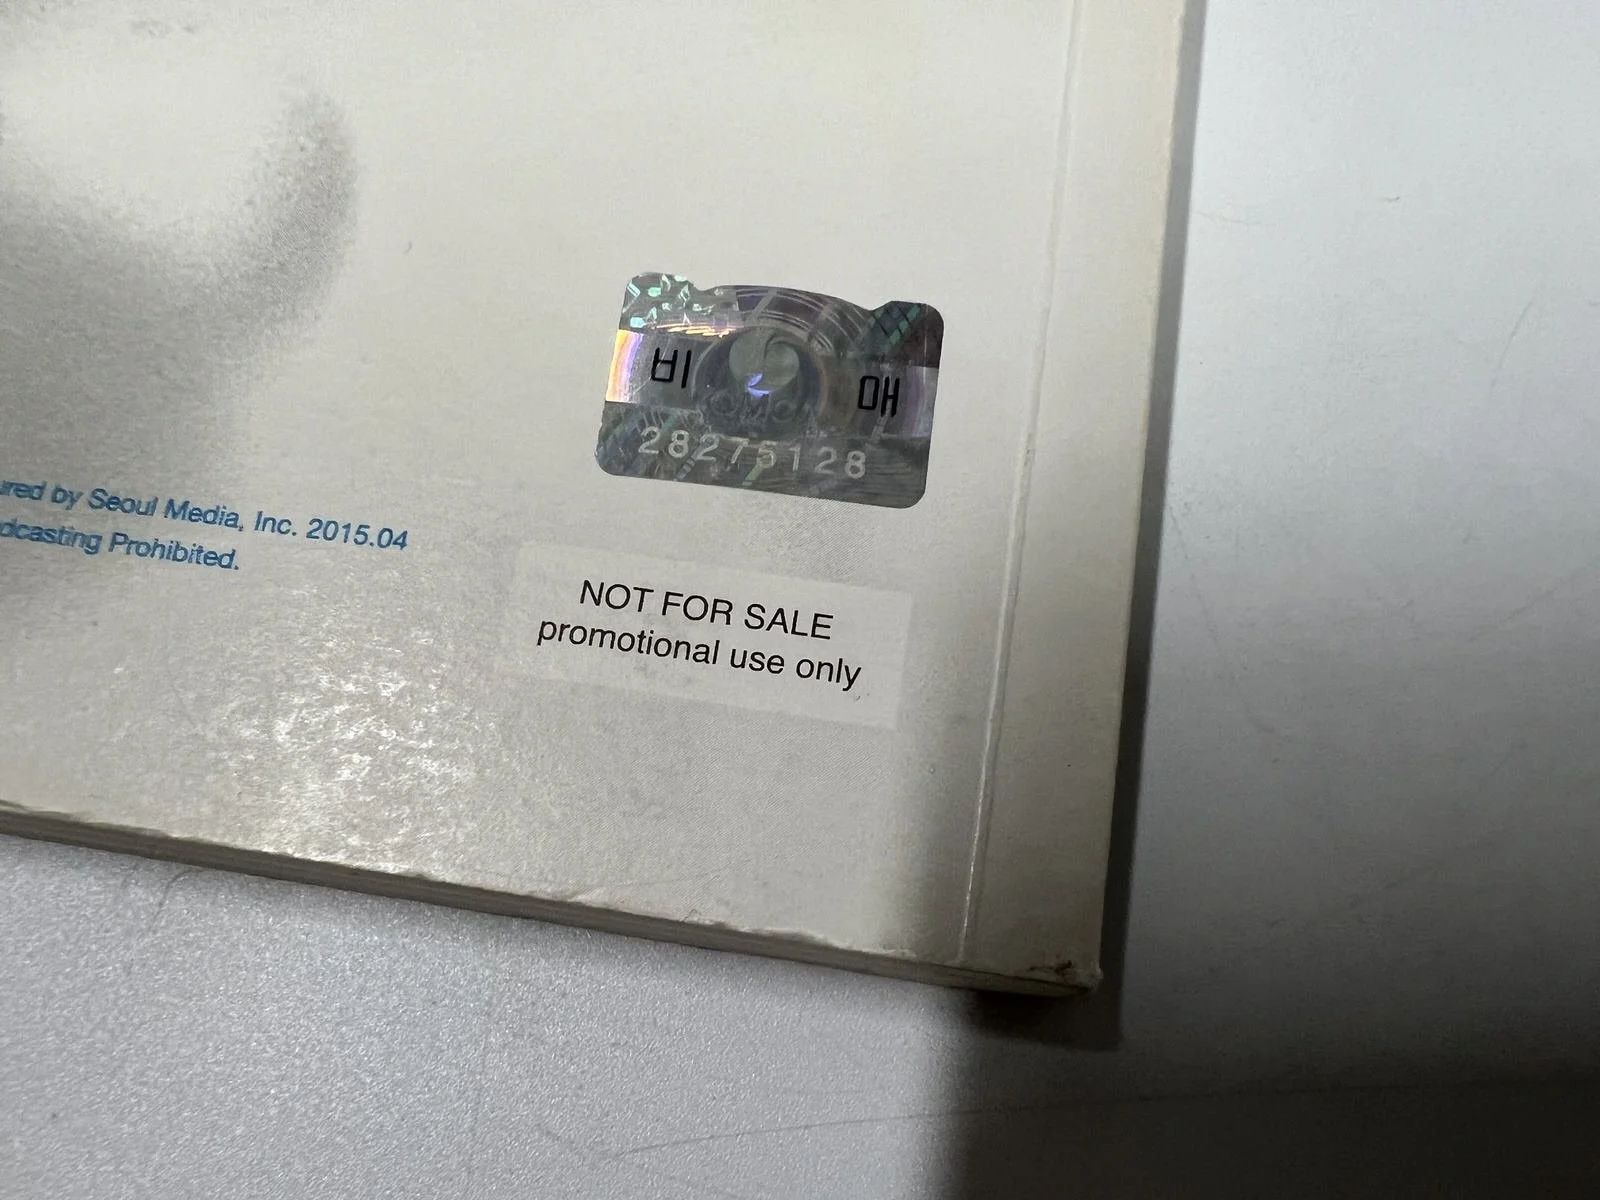 비 매
28275128
ured by Seoul Media, Inc. 2015.04
dcasting Prohibited.
NOT FOR SALE
promotional use only